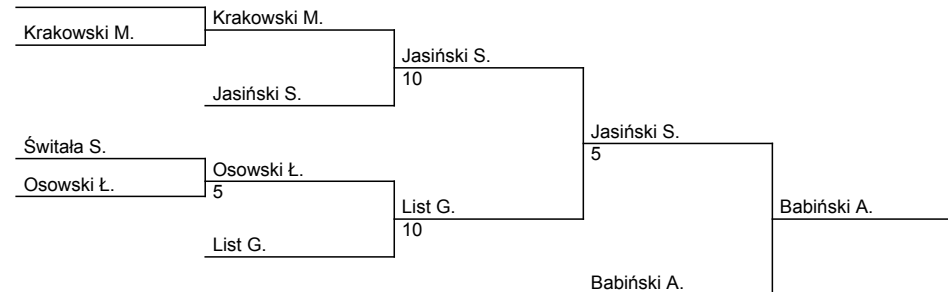 Krakowski M.
Krakowski M.
Jasiński S.
10
Jasiński S.
Jasiński S.
5
Świtała S.
Osowski Ł.
Osowski Ł.
5
List G.
10
Babiński A.
List G.
Babiński A.